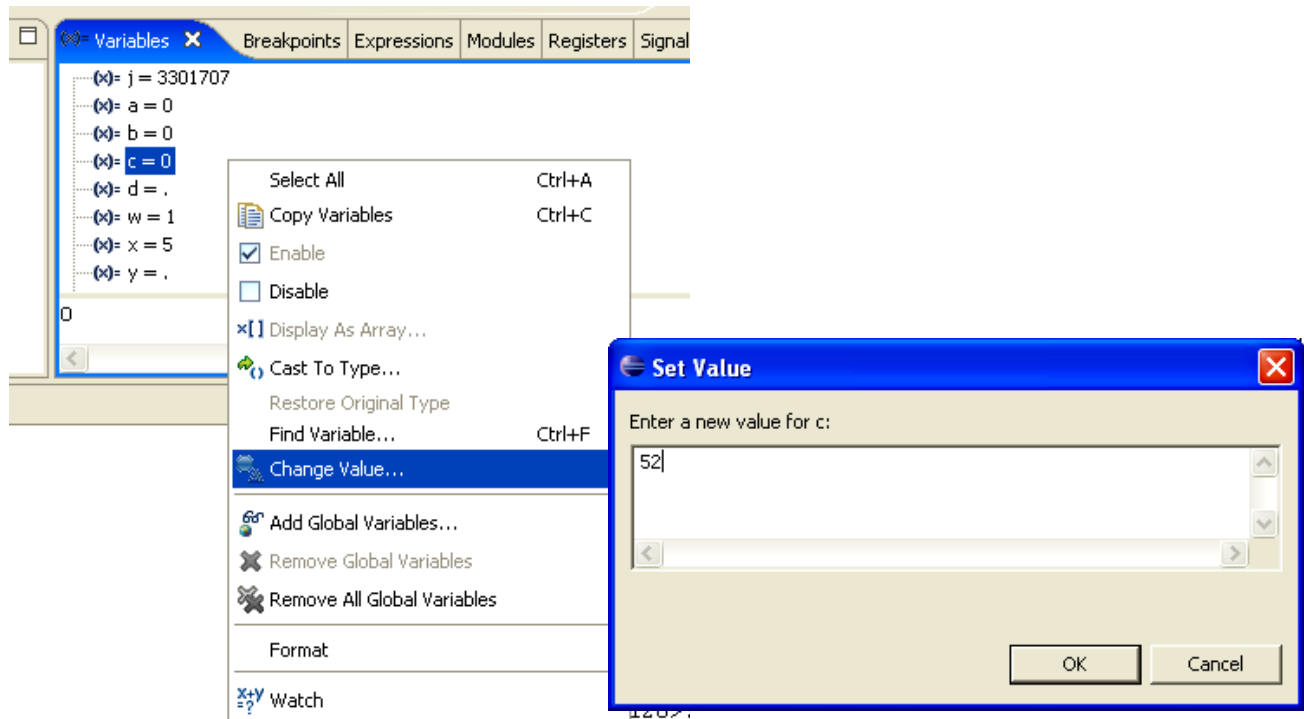 (x)= Variables Breakpoints Expressions Modules Registers Signal
(x)= j = 3301707
(x)= a = 0
(x)= b = 0
(x)= c = 0
(x)= d = .
(x)= w = 1
(x)= x = 5
(x)= y = .
0
Select All Ctrl+A
Copy Variables Ctrl+C
Enable
Disable
×[] Display As Array...
Cast To Type...
Restore Original Type
Find Variable... Ctrl+F
Change Value...
Add Global Variables...
Remove Global Variables
Remove All Global Variables
Format
x+y=? Watch
Set Value
Enter a new value for c:
52
OK Cancel